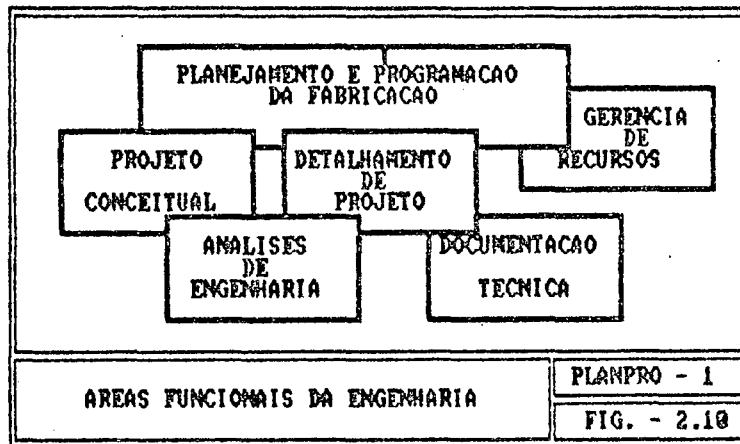 PLANEJAMENTO E PROGRAMACAO
DA FABRICACAO
GERENCIA
DE
RECURSOS
PROJETO
CONCEITUAL
DETALHAMENTO
DE
PROJETO
ANALISES
DE
ENGENHARIA
DOCUMENTACAO
TECNICA
AREAS FUNCIONAIS DA ENGENHARIA
PLANPRO - 1
FIG. - 2.10